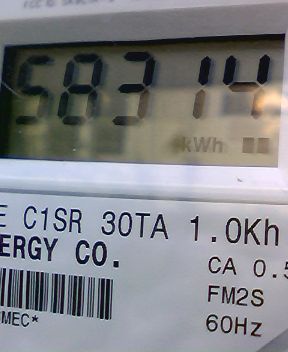 58314
kWh
E C1SR 30TA 1.0Kh
ERGY CO.
CA 0.5
FM2S
MEC*
60Hz